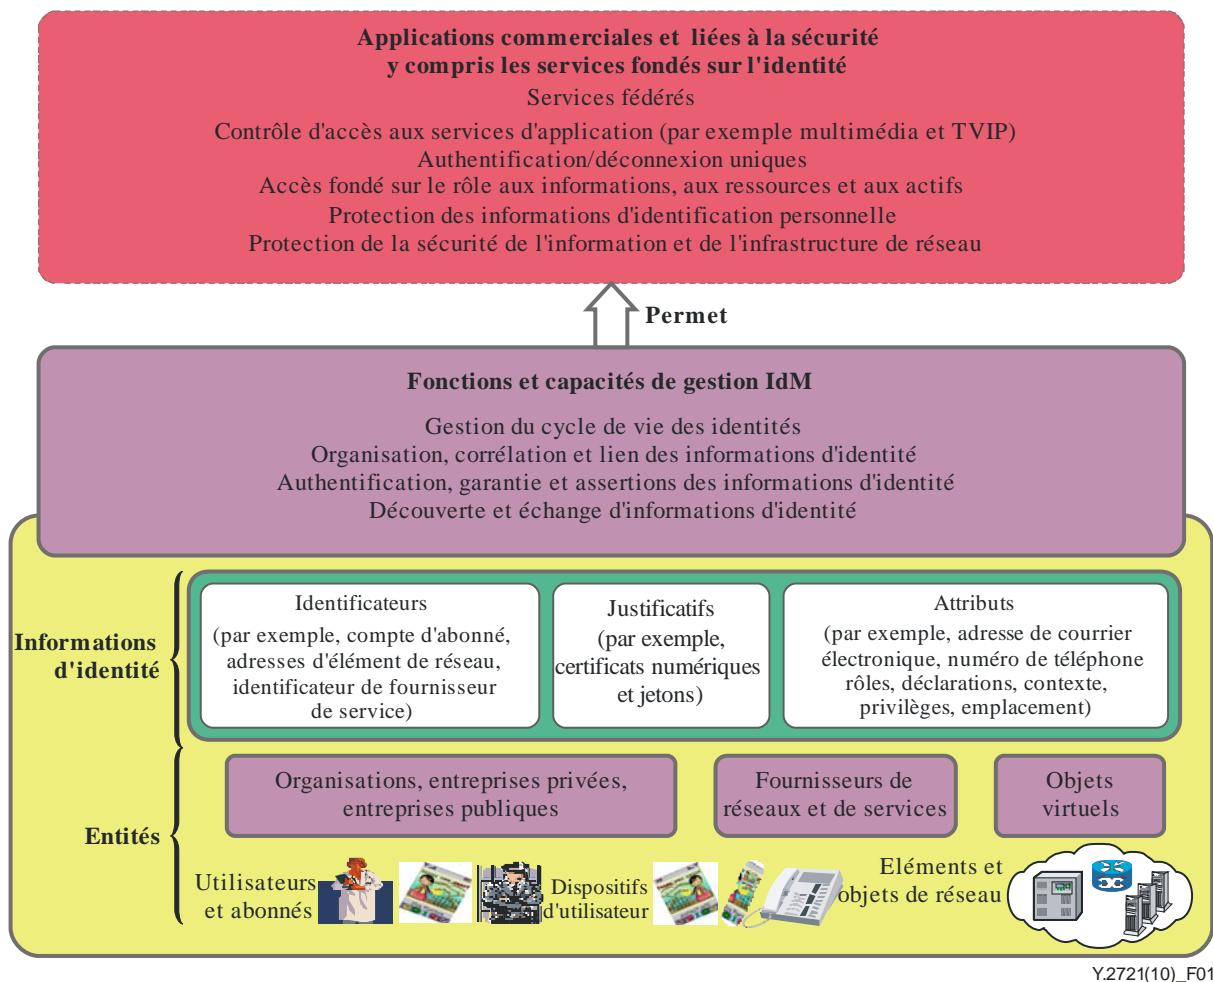 Applications commerciales et liées à la sécurité
y compris les services fondés sur l'identité
Services fédérés
Contrôle d'accès aux services d'application (par exemple multimédia et TVIP)
Authentification/déconnexion uniques
Accès fondé sur le rôle aux informations, aux ressources et aux actifs
Protection des informations d'identification personnelle
Protection de la sécurité de l'information et de l'infrastructure de réseau
Permet
Fonctions et capacités de gestion IdM
Gestion du cycle de vie des identités
Organisation, corrélation et lien des informations d'identité
Authentification, garantie et assertions des informations d'identité
Découverte et échange d'informations d'identité
Informations
d'identité
Identificateurs
(par exemple, compte d'abonné,
adresses d'élément de réseau,
identificateur de fournisseur
de service)
Justificatifs
(par exemple,
certificats numériques
et jetons)
Attributs
(par exemple, adresse de courrier
électronique, numéro de téléphone
rôles, déclarations, contexte,
privilèges, emplacement)
Entités
Organisations, entreprises privées,
entreprises publiques
Fournisseurs de
réseaux et de services
Objets
virtuels
Utilisateurs
et abonnés
Dispositifs
d'utilisateur
Eléments et
objets de réseau
Y.2721(10)_F01